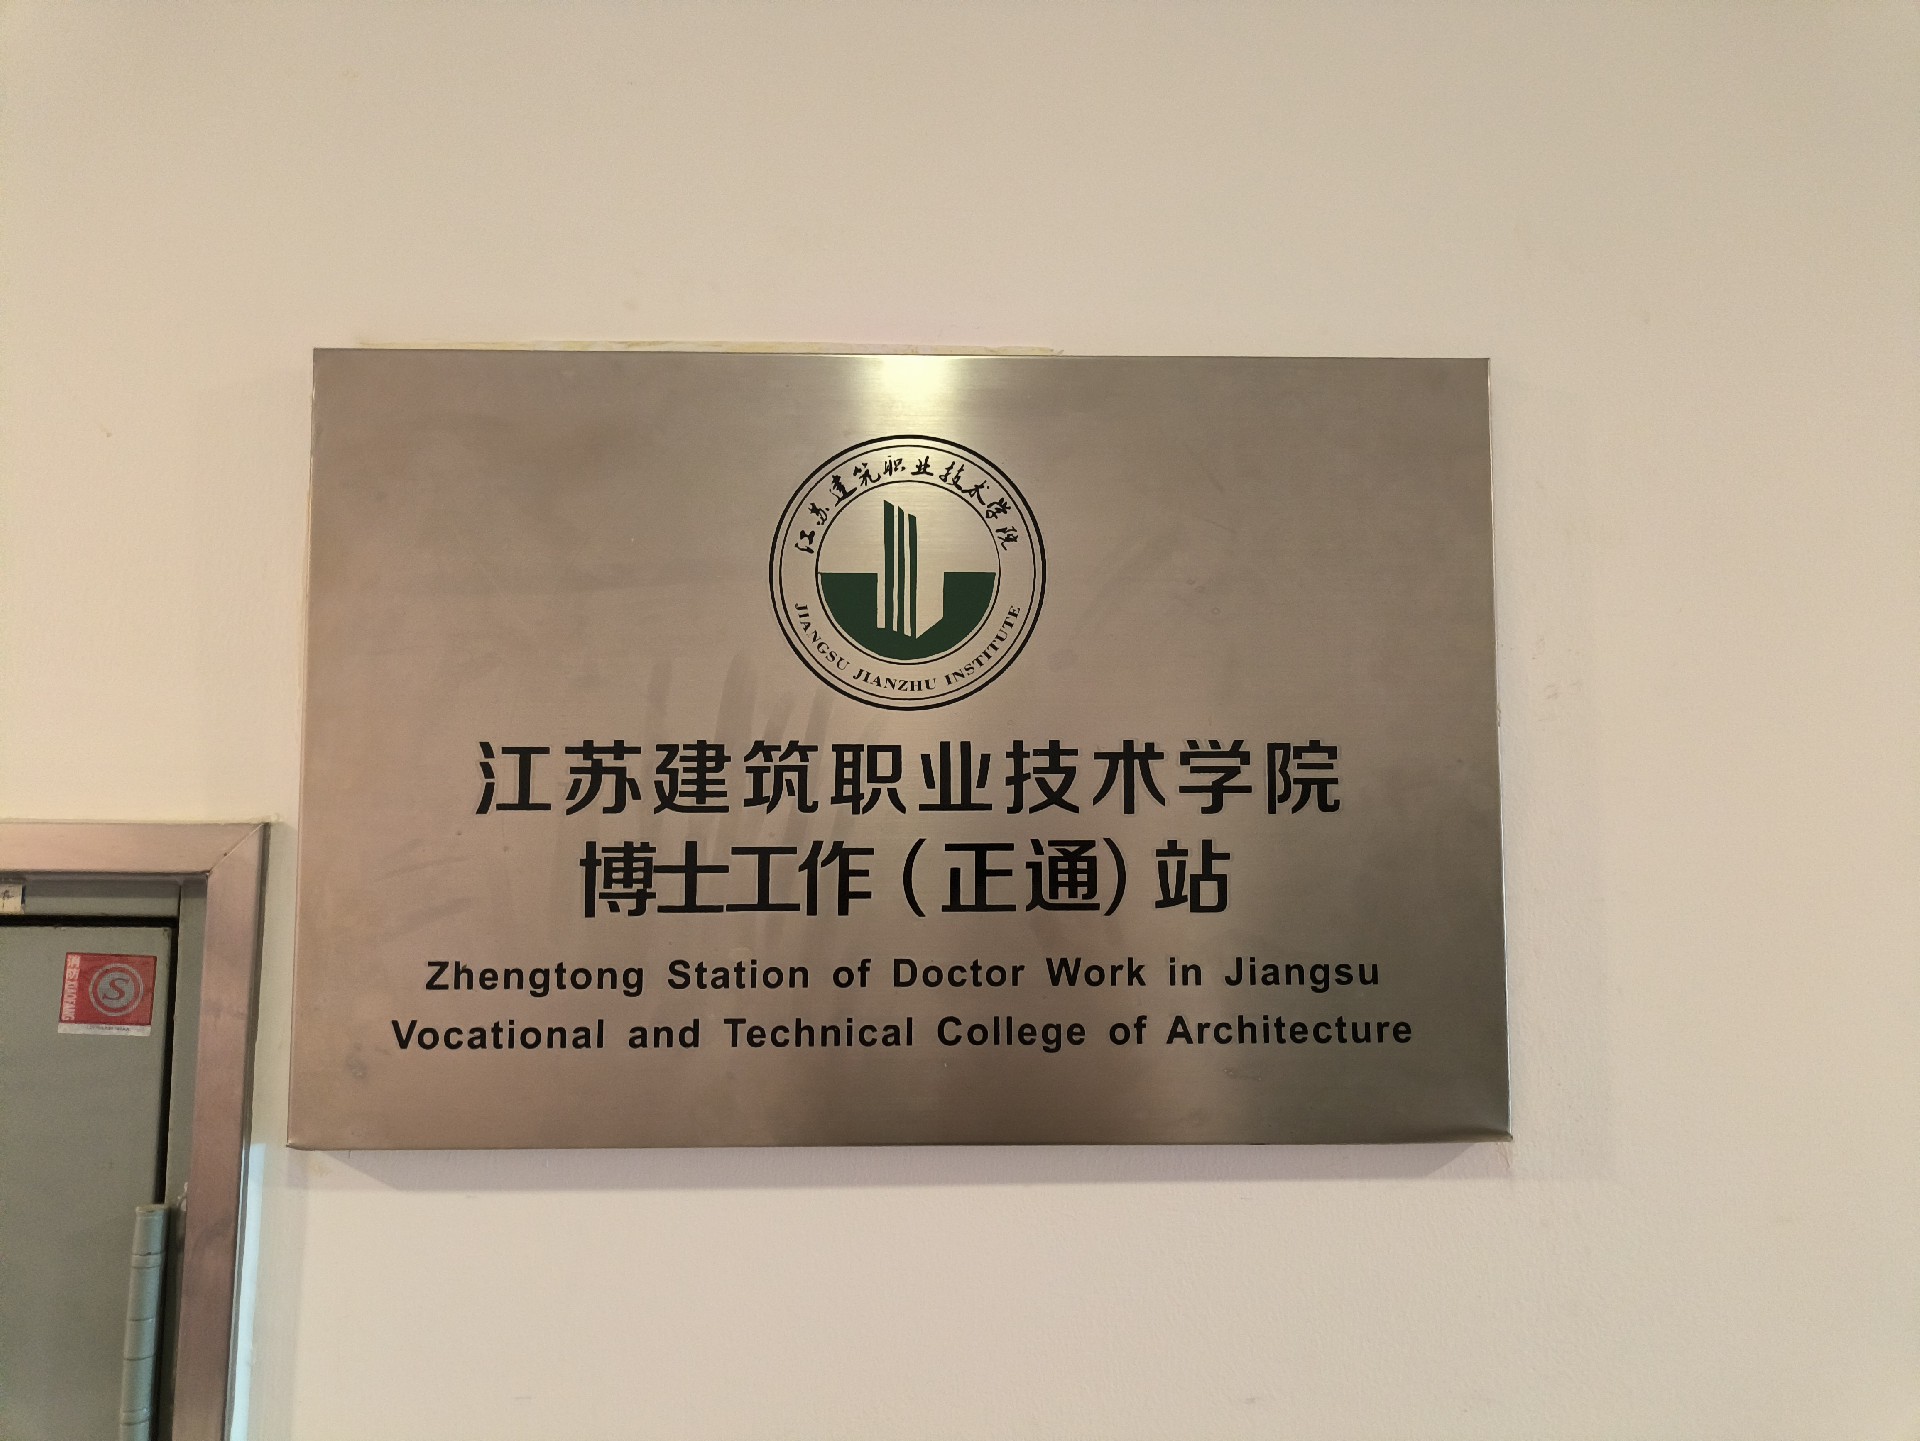 江苏建筑职业技术学院
JIANGSU JIANZHU INSTITUTE
江苏建筑职业技术学院
博士工作(正通)站
Zhengtong Station of Doctor Work in Jiangsu
Vocational and Technical College of Architecture
S